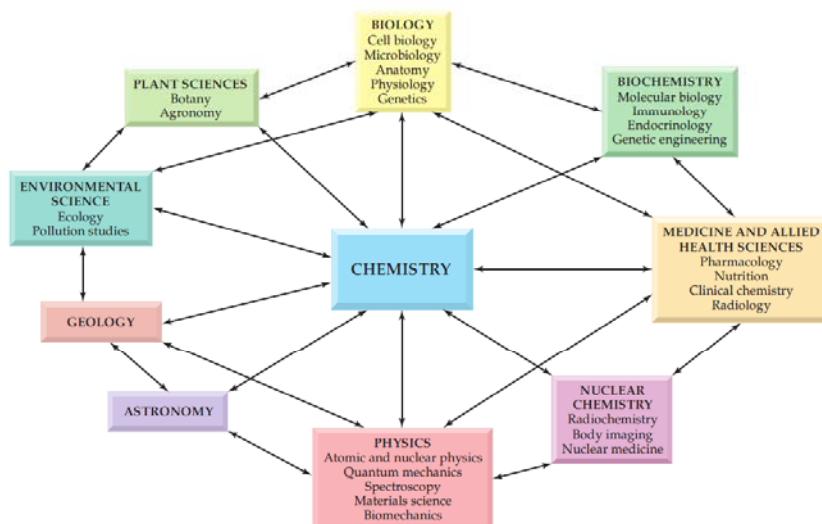 BIOLOGY
Cell biology
Microbiology
Anatomy
Physiology
Genetics
PLANT SCIENCES
Botany
Agronomy
BIOCHEMISTRY
Molecular biology
Immunology
Endocrinology
Genetic engineering
ENVIRONMENTAL
SCIENCE
Ecology
Pollution studies
CHEMISTRY
MEDICINE AND ALLIED
HEALTH SCIENCES
Pharmacology
Nutrition
Clinical chemistry
Radiology
GEOLOGY
ASTRONOMY
NUCLEAR
CHEMISTRY
Radiochemistry
Body imaging
Nuclear medicine
PHYSICS
Atomic and nuclear physics
Quantum mechanics
Spectroscopy
Materials science
Biomechanics